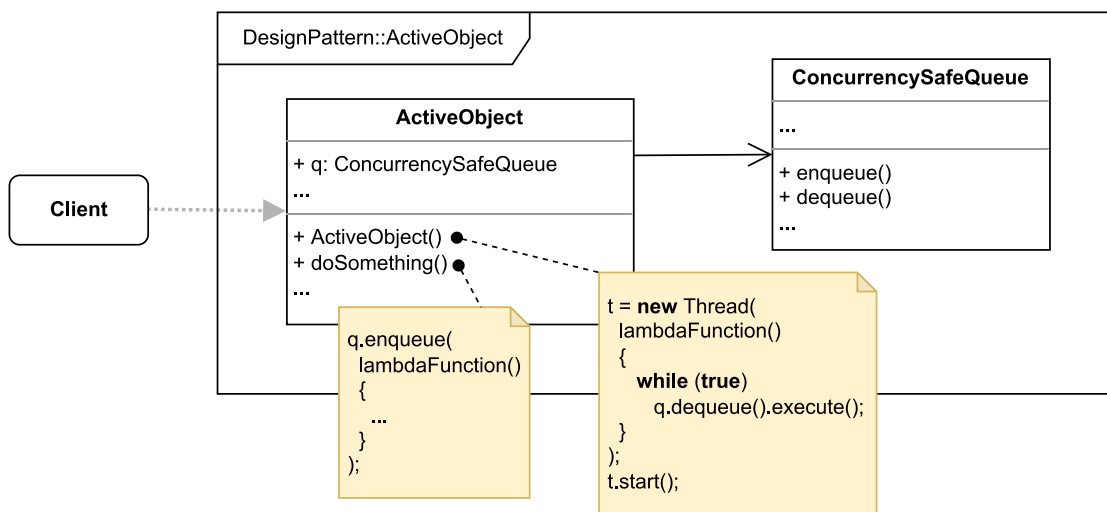 DesignPattern::ActiveObject
ConcurrencySafeQueue
...
+ enqueue()
+ dequeue()
...
ActiveObject
+ q: ConcurrencySafeQueue
...
+ ActiveObject()
+ doSomething()
...
Client
q.enqueue(
lambdaFunction()
{
...
}
);
t = new Thread(
lambdaFunction()
{
while (true)
q.dequeue().execute();
}
);
t.start();